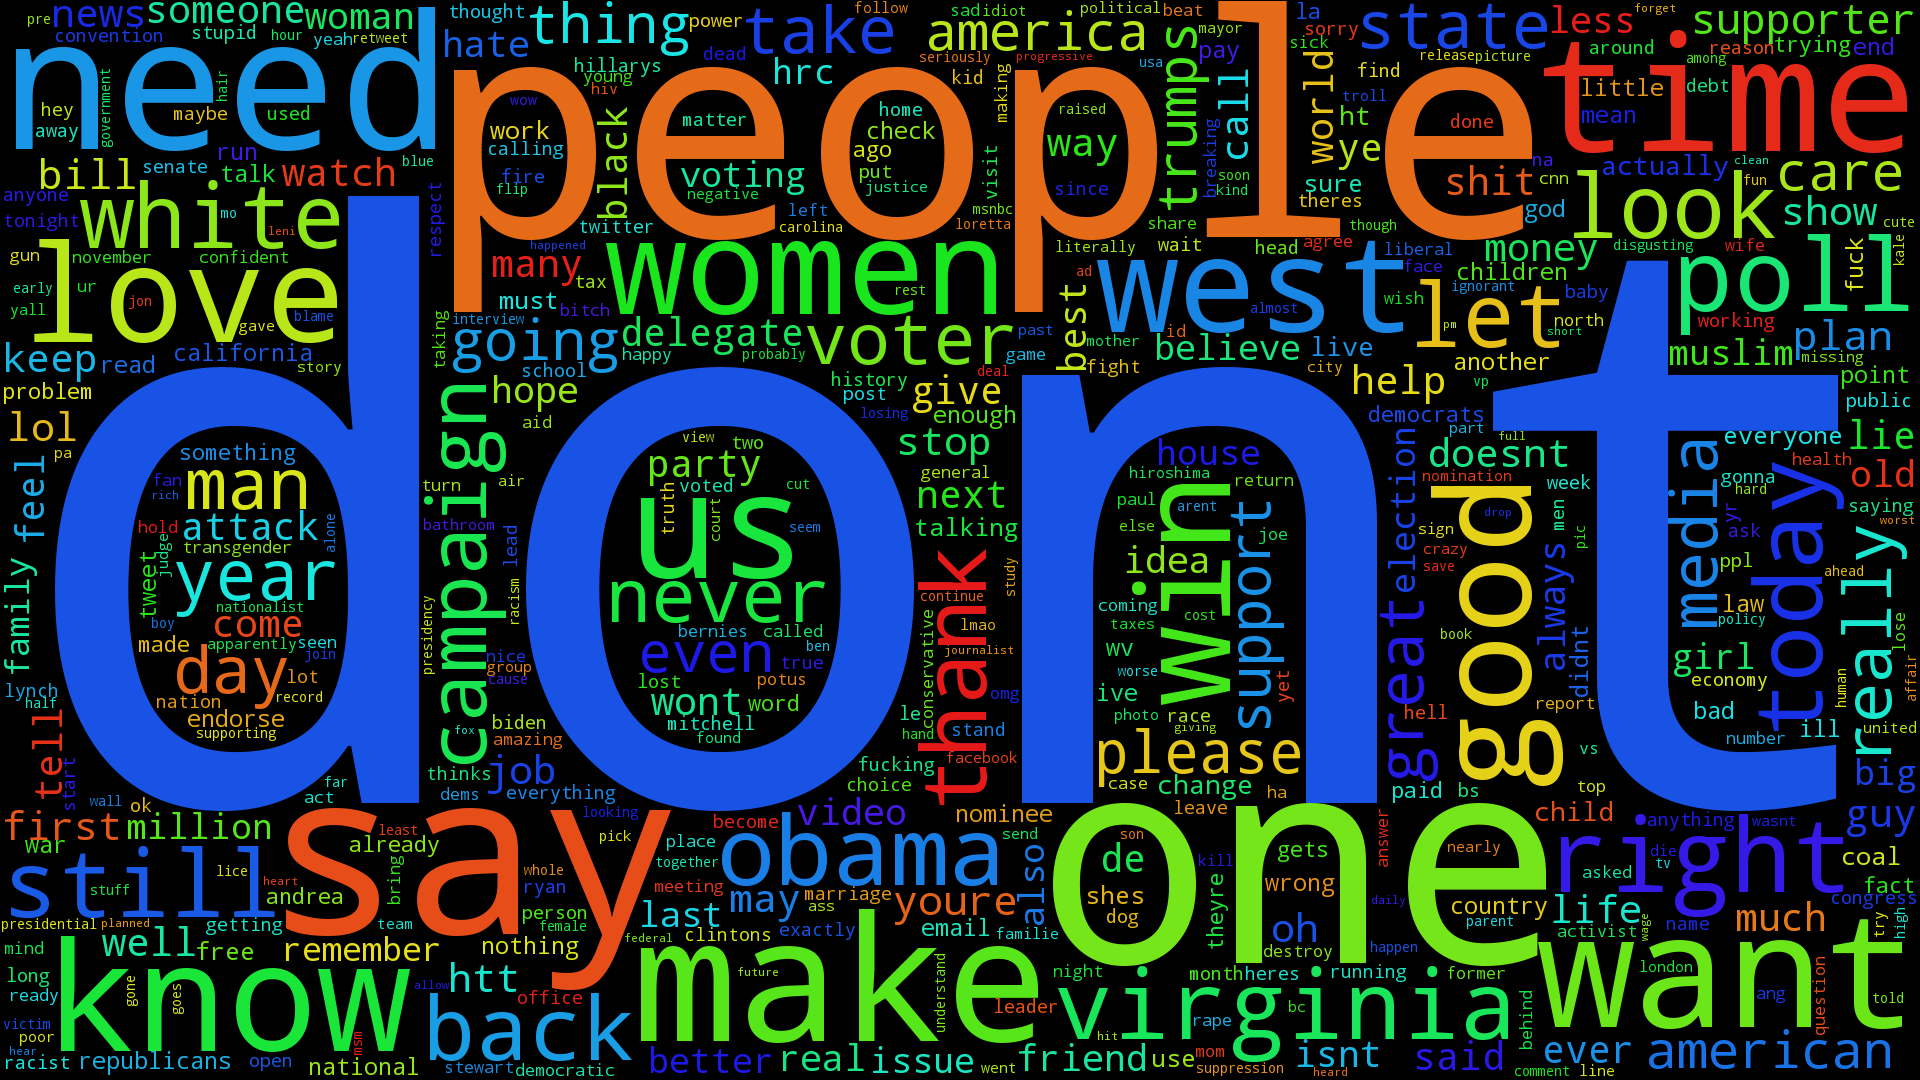 pre news someone woman thought thing power take follow sad idiot political beat la sorry state less forget supporter
convention stupid hour yeah retweet hate hillarys dead america mayor sick around reason trying end
need people time
hey away government maybe hair used
hrc seriously kid making progressive usa trumps pay call world find release picture among
young hiv wow work calling fire flip black matter voting negative home check ago put justice visit way since raised breaking soon kind
ht ye troll done shit little debt mean
bill senate run talk watch blue white mo leni respect
twitter left carolina msnbc loretta share theres sure na cnn god actually clean fun care look show cute
anyone tonight gun november confident happened many tax women rest literally wait head agree though liberal money disgusting wife fuck kale
early yall ur love jon gave blame interview must bitch ad west almost face wish ignorant children baby poll
keep read california story taking going school happy delegate probably voter past game best mother id believe fight live city let pm north short another working plan
problem hope aid history post losing give deal enough help vp democrats muslim missing point public
dont
lol pa feel something man fan rich hold attack transgender judge alone tweet year nationalist boy come apparently seen made join day lot nation record endorse supporting
campaign turn air bathroom lead racism nice group cause presidency biden amazing
view two party voted cut truth us court seem never bernies called ben even true lost potus wont word mitchell found fox
stop general next talking study continue thank lmao journalist conservative omg le hand stand facebook fucking choice
house hiroshima return paul arent else joe idea win support coming cost taxes wv worse ive yet photo race giving please case change ha
part full doesnt nomination week election sign drop men crazy save pic good always great book didnt hell report paid bs vs top
everyone lie media gonna health hard old yr ask saying worst today ppl ahead law policy really girl economy human lose affair bad number ill united big
family lynch half tell start wall ok far act thinks dems job everything looking video nominee leave child guy
first million war already least say whole pick place become together meeting send obama son one gets kill answer nearly anything wasnt right die tv asked coal fact
still stuff lice heart andrea bring ryan person female may marriage ass youre also de shes dog wrong theyre daily country parent life activist name much congress
presidential planned getting team remember nothing last federal clintons exactly email familie oh destroy happen try high
mind well free long ready know gone goes allow htt office make future understand night leader month heres running former london wage want told
victim hear poor racist republicans open msm national back stewart democratic better real issue went friend use mom suppression virginia bc rape hit isnt heard said behind comment line ever ang question american